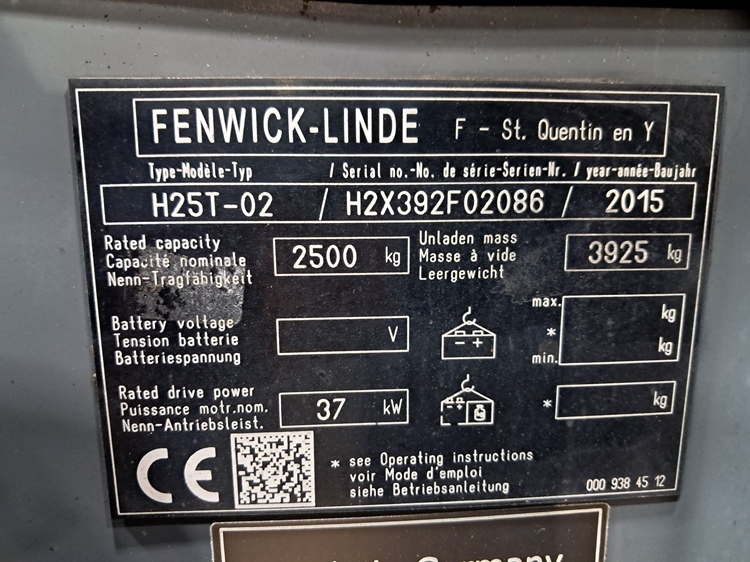 FENWICK-LINDE F - St. Quentin en Y
Type-Modèle-Typ / Serial no.-No. de série-Serien-Nr. / year-année-Baujahr
H25T-02 / H2X392F02086 / 2015
Rated capacity
Capacité nominale
Nenn-Tragfähigkeit
2500 kg
Unladen mass
Masse à vide
Leergewicht
3925 kg
Battery voltage
Tension batterie
Batteriespannung
V
- +
max. kg
*
min. kg
Rated drive power
Puissance motr.nom.
Nenn-Antriebsleist.
37 kW
- +
* kg
CE
* see Operating instructions
voir Mode d'emploi
siehe Betriebsanleitung
000 938 45 12
Germany